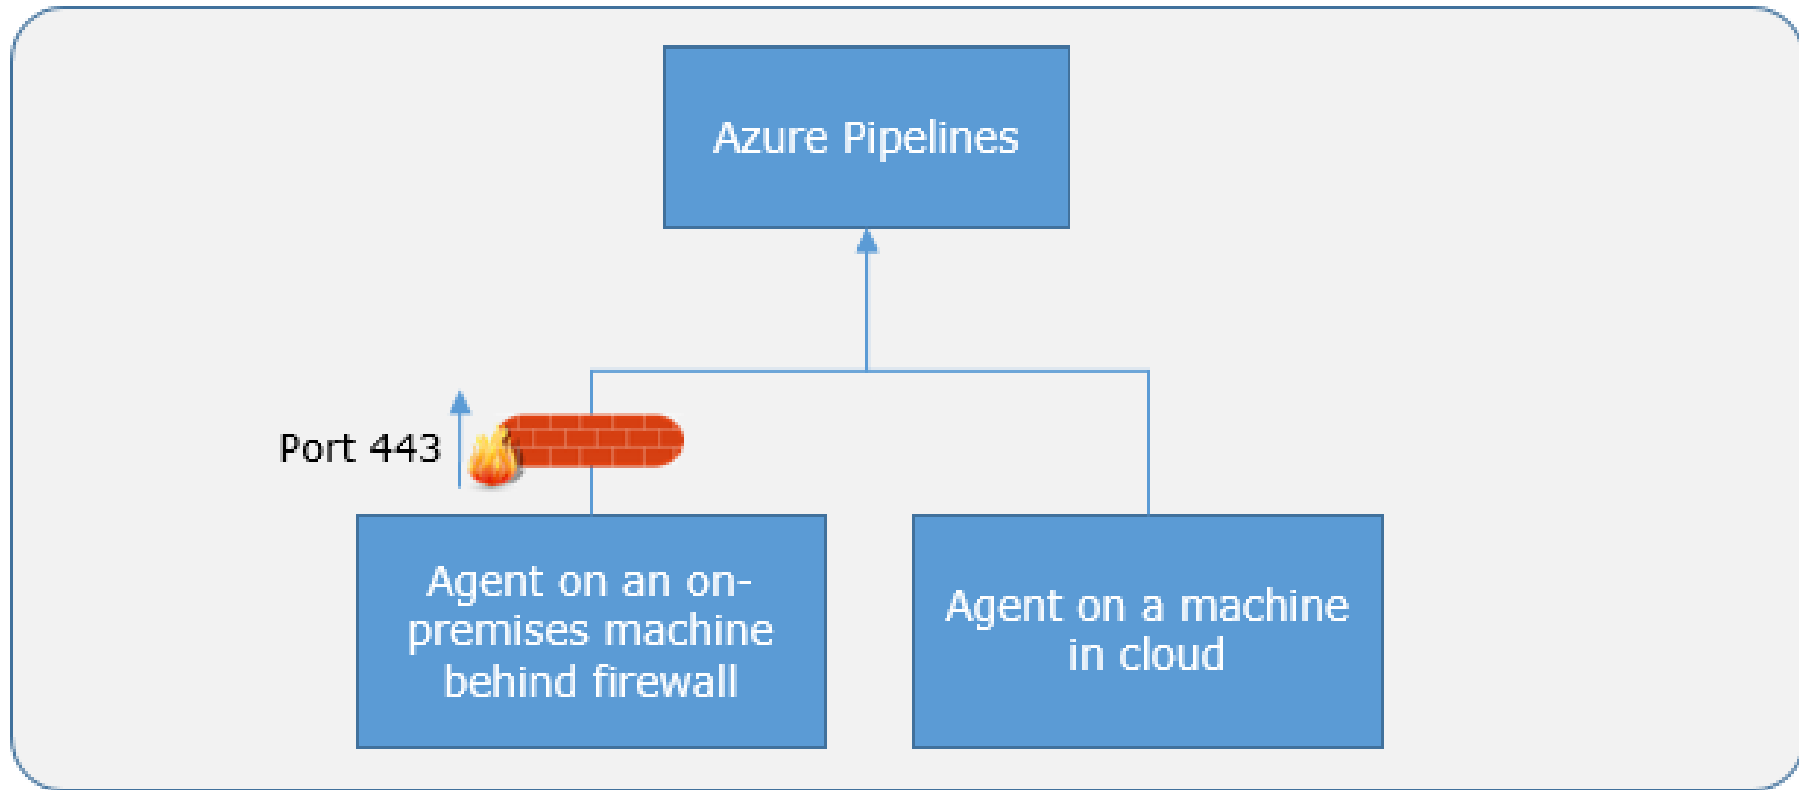 Azure Pipelines
Port 443
Agent on an on-
premises machine
behind firewall
Agent on a machine
in cloud